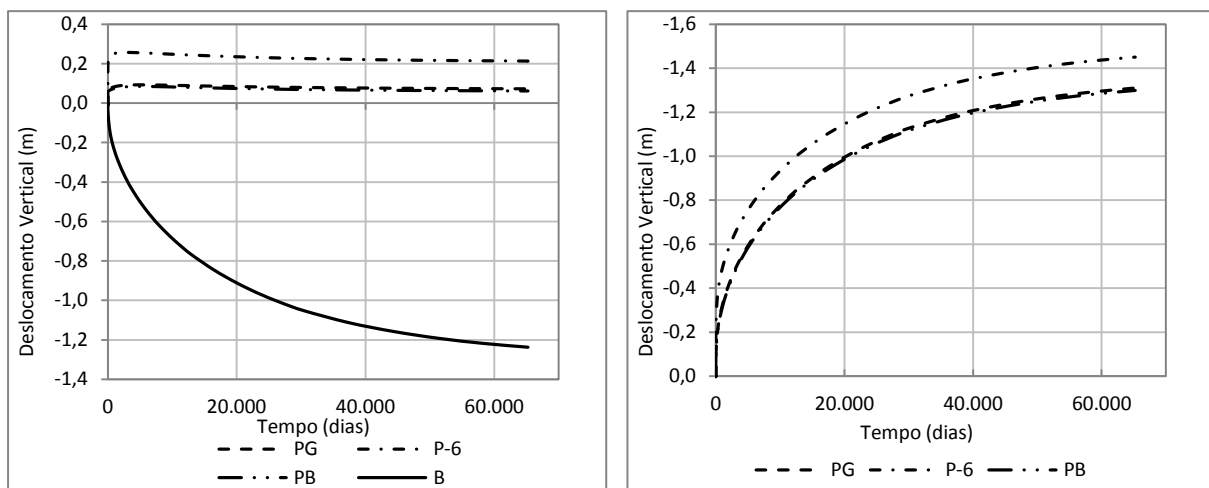 Deslocamento Vertical (m)
0,4
0,2
0,0
-0,2
-0,4
-0,6
-0,8
-1,0
-1,2
-1,4
0
20.000
40.000
60.000
Tempo (dias)
PG
P-6
PB
B
Deslocamento Vertical (m)
-1,6
-1,4
-1,2
-1,0
-0,8
-0,6
-0,4
-0,2
0,0
0
20.000
40.000
60.000
Tempo (dias)
PG
P-6
PB